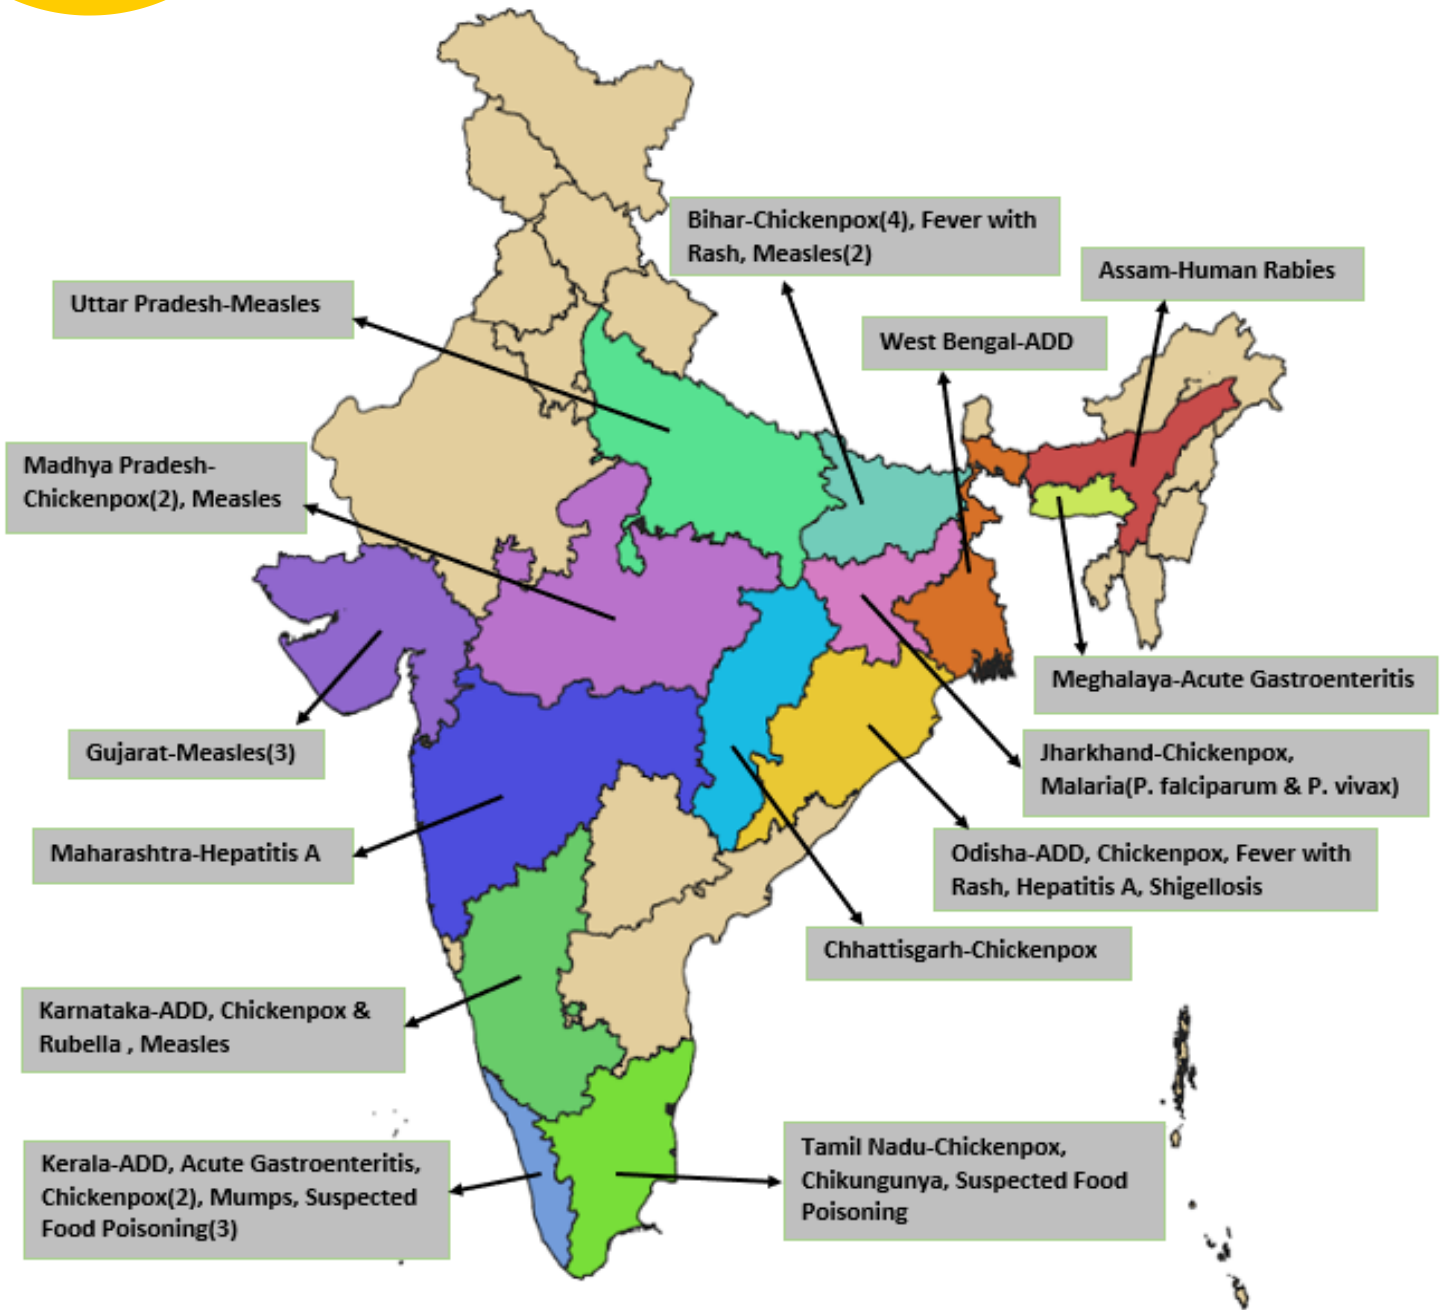 Bihar-Chickenpox(4), Fever with
Rash, Measles(2)
Assam-Human Rabies
Uttar Pradesh-Measles
West Bengal-ADD
Madhya Pradesh-
Chickenpox(2), Measles
Meghalaya-Acute Gastroenteritis
Gujarat-Measles(3)
Jharkhand-Chickenpox,
Malaria(P. falciparum & P. vivax)
Maharashtra-Hepatitis A
Odisha-ADD, Chickenpox, Fever with
Rash, Hepatitis A, Shigellosis
Chhattisgarh-Chickenpox
Karnataka-ADD, Chickenpox &
Rubella , Measles
Kerala-ADD, Acute Gastroenteritis,
Chickenpox(2), Mumps, Suspected
Food Poisoning(3)
Tamil Nadu-Chickenpox,
Chikungunya, Suspected Food
Poisoning